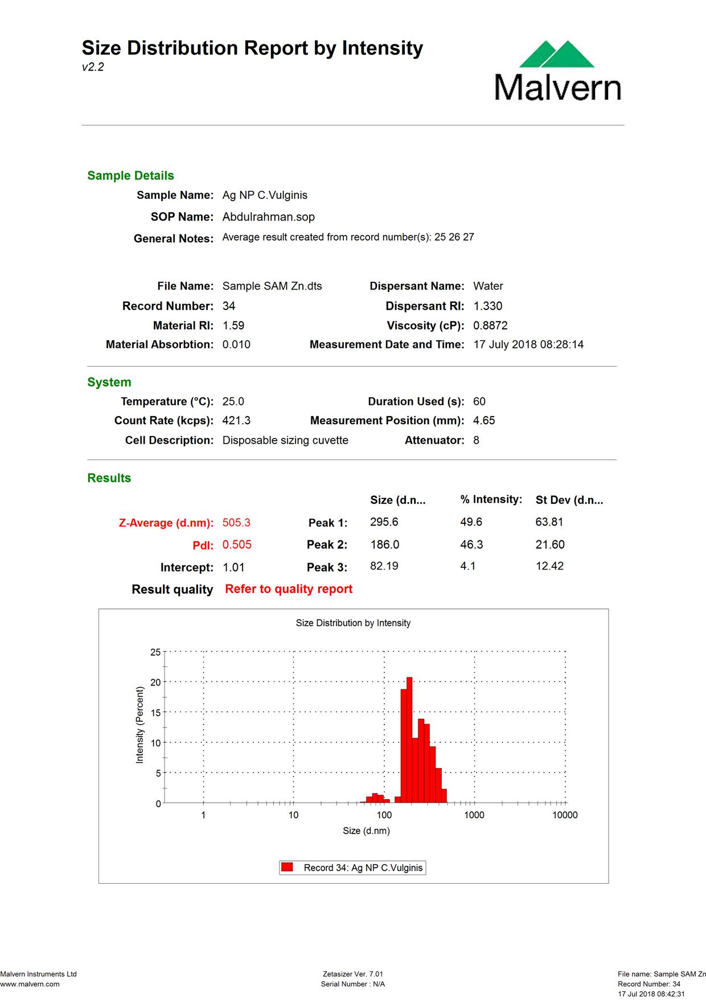 Size Distribution Report by Intensity
v2.2
Malvern
Sample Details
Sample Name: Ag NP C.Vulginis
SOP Name: Abdulrahman.sop
General Notes: Average result created from record number(s): 25 26 27
File Name: Sample SAM Zn.dts Dispersant Name: Water
Record Number: 34 Dispersant RI: 1.330
Material RI: 1.59 Viscosity (cP): 0.8872
Material Absorbtion: 0.010 Measurement Date and Time: 17 July 2018 08:28:14
System
Temperature (°C): 25.0 Duration Used (s): 60
Count Rate (kcps): 421.3 Measurement Position (mm): 4.65
Cell Description: Disposable sizing cuvette Attenuator: 8
Results
Size (d.n... % Intensity: St Dev (d.n...
Z-Average (d.nm): 505.3 Peak 1: 295.6 49.6 63.81
PdI: 0.505 Peak 2: 186.0 46.3 21.60
Intercept: 1.01 Peak 3: 82.19 4.1 12.42
Result quality Refer to quality report
Size Distribution by Intensity
Intensity (Percent)
25
20
15
10
5
0
1 10 100 1000 10000
Size (d.nm)
Record 34: Ag NP C.Vulginis
Malvern Instruments Ltd Zetasizer Ver. 7.01 File name: Sample SAM Zn
www.malvern.com Serial Number : N/A Record Number: 34
17 Jul 2018 08:42:31